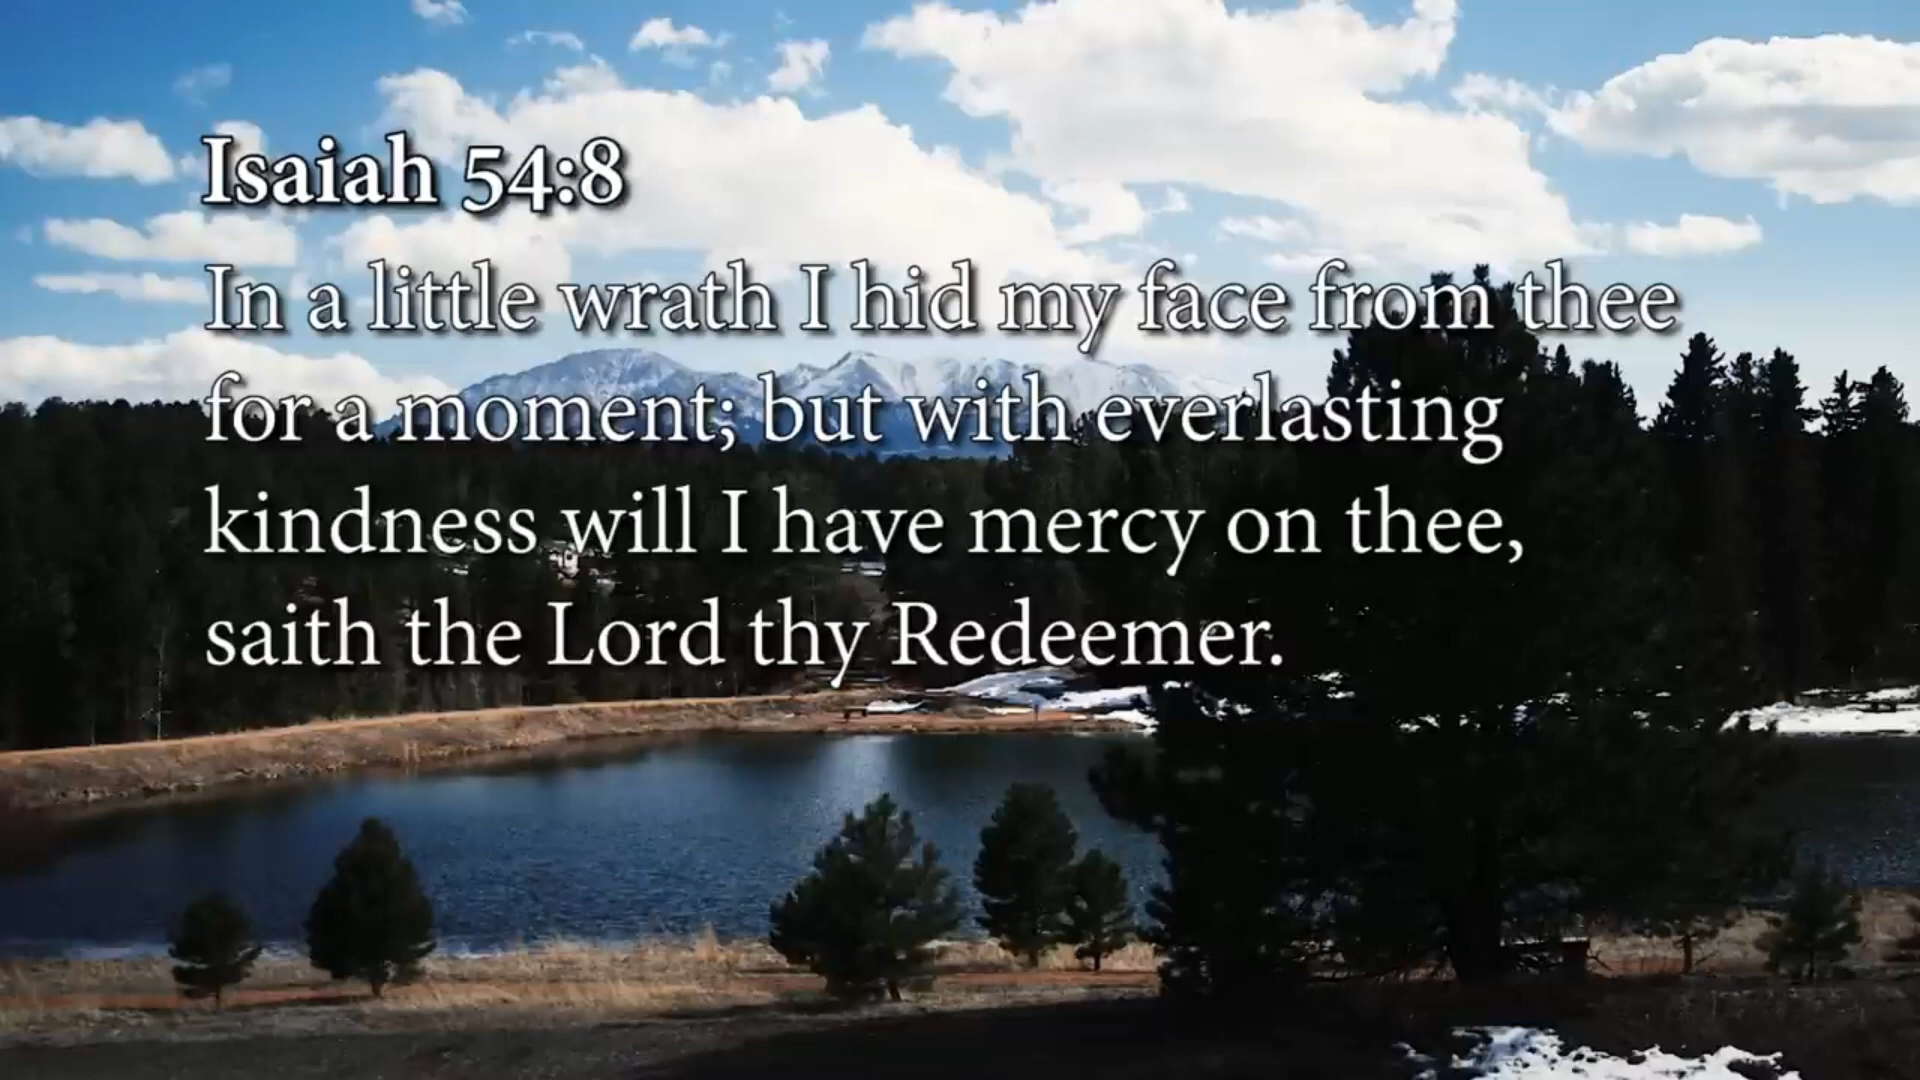 Isaiah 54:8
In a little wrath I hid my face from thee
for a moment; but with everlasting
kindness will I have mercy on thee,
saith the Lord thy Redeemer.